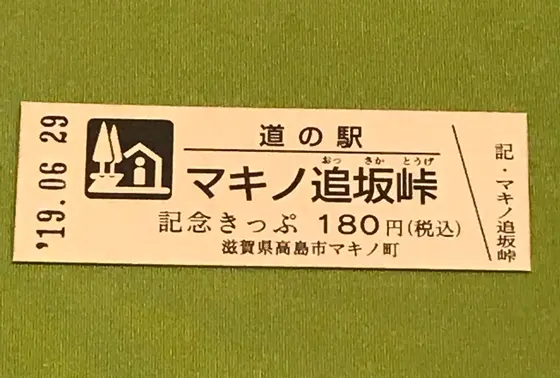 '19.06 29
道の駅
おっ さか とうげ
マキノ追坂峠
記念きっぷ 180円(税込)
滋賀県高島市マキノ町
記・マキノ追坂峠